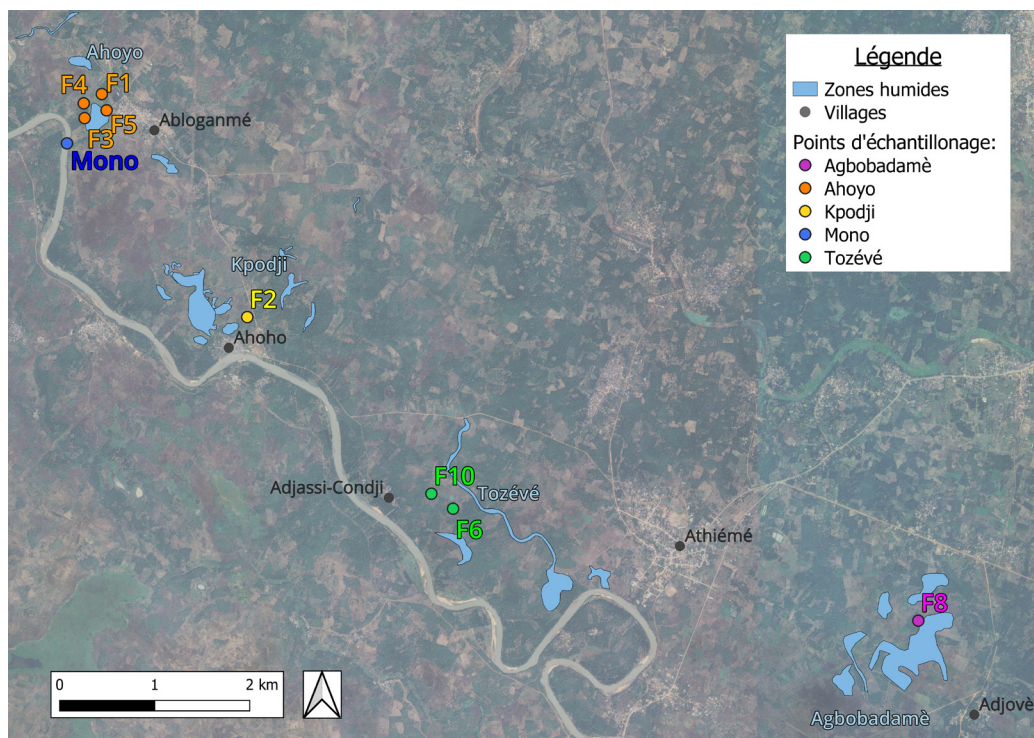 Ahoyo
F4
F1
F5
F3
Abloganmé
Mono
Kpodji
F2
Ahoho
F10
Tozévé
Adjassi-Condji
F6
Athiémé
F8
Agbobadamè
Adjovè
Légende
Zones humides
Villages
Points d'échantillonage:
Agbobadamè
Ahoyo
Kpodji
Mono
Tozévé
0 1 2 km